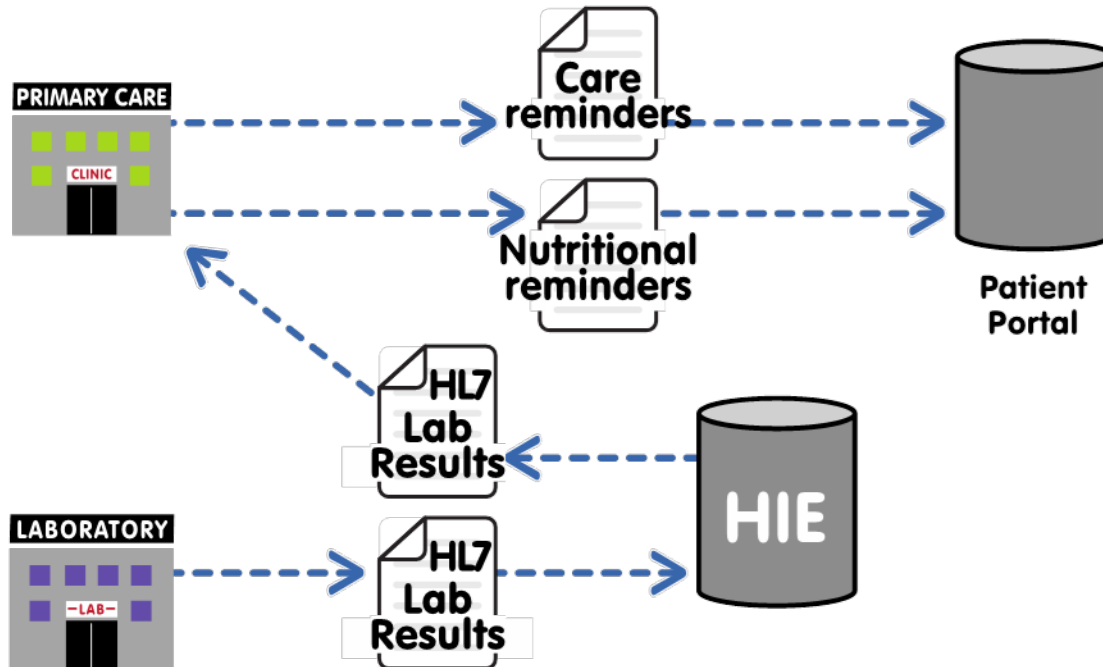 PRIMARY CARE
CLINIC
Care
reminders
Nutritional
reminders
Patient
Portal
HL7
Lab
Results
HIE
LABORATORY
-LAB-
HL7
Lab
Results